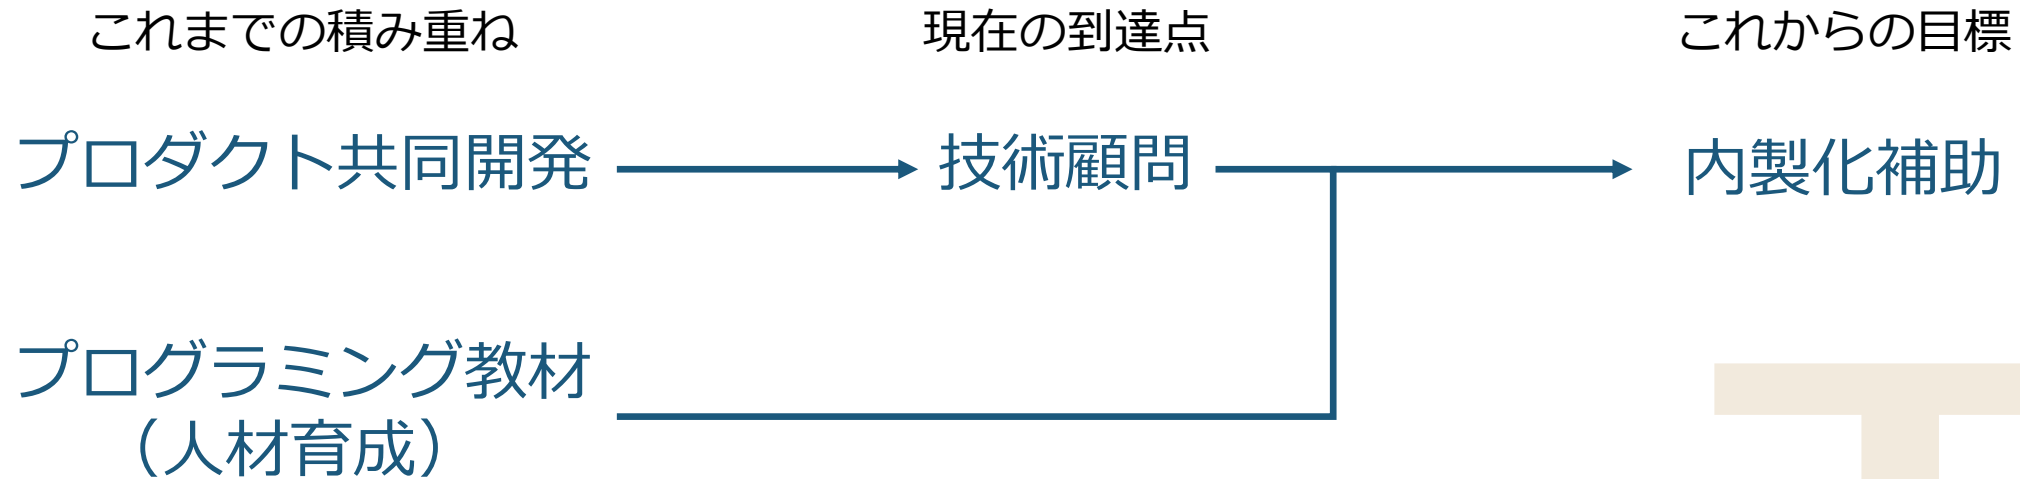 これまでの積み重ね
現在の到達点
これからの目標
プロダクト共同開発
技術顧問
内製化補助
プログラミング教材
（人材育成）